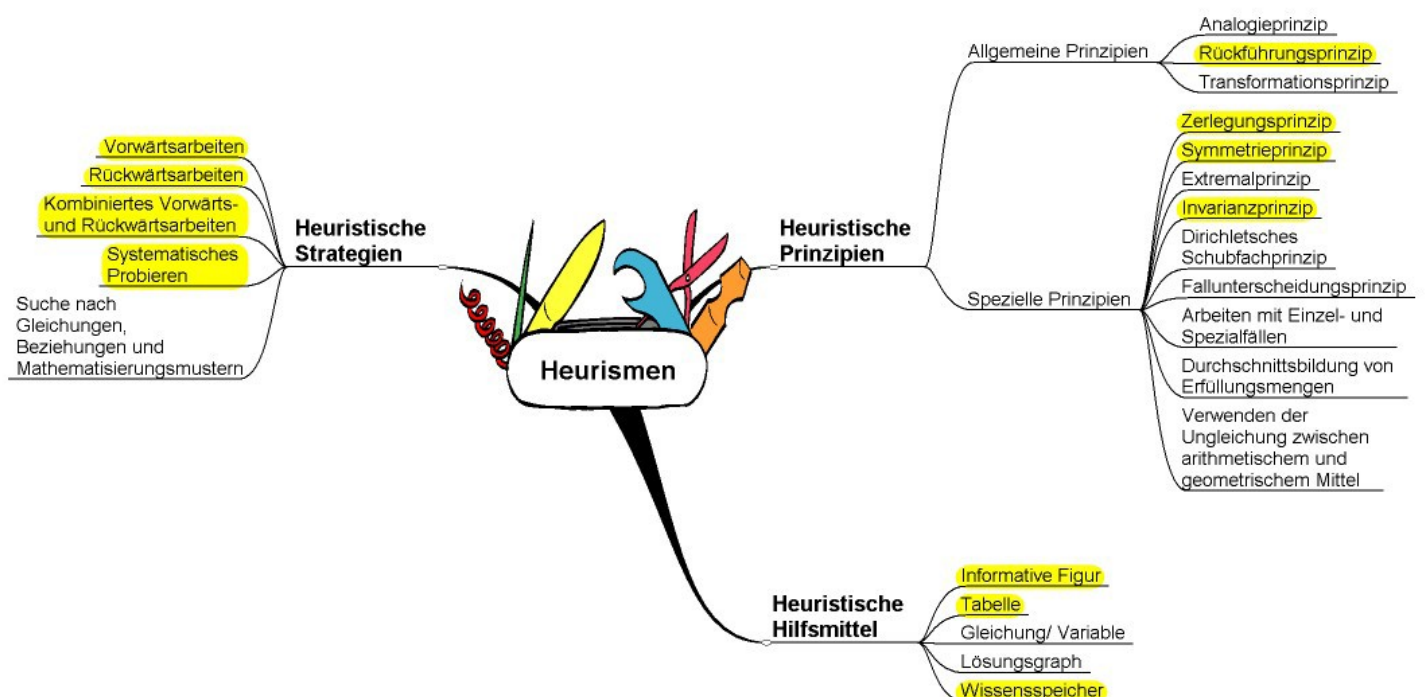 Heurismen
Heuristische
Strategien
Vorwärtsarbeiten
Rückwärtsarbeiten
Kombiniertes Vorwärts-
und Rückwärtsarbeiten
Systematisches
Probieren
Suche nach
Gleichungen,
Beziehungen und
Mathematisierungsmustern
Heuristische
Prinzipien
Allgemeine Prinzipien
Analogieprinzip
Rückführungsprinzip
Transformationsprinzip
Spezielle Prinzipien
Zerlegungsprinzip
Symmetrieprinzip
Extremalprinzip
Invarianzprinzip
Dirichletsches
Schubfachprinzip
Fallunterscheidungsprinzip
Arbeiten mit Einzel- und
Spezialfällen
Durchschnittsbildung von
Erfüllungsmengen
Verwenden der
Ungleichung zwischen
arithmetischem und
geometrischem Mittel
Heuristische
Hilfsmittel
Informative Figur
Tabelle
Gleichung/ Variable
Lösungsgraph
Wissensspeicher